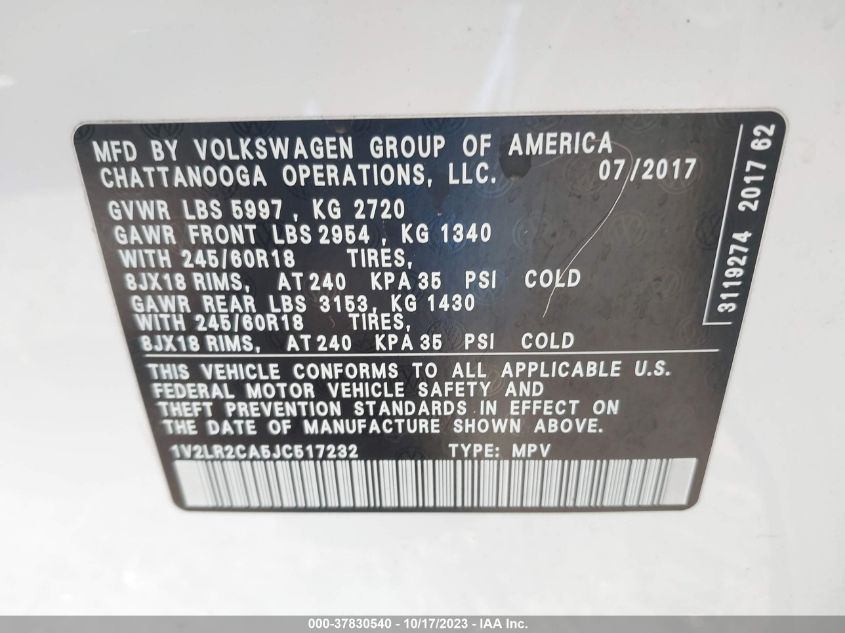 MFD BY VOLKSWAGEN GROUP OF AMERICA
CHATTANOOGA OPERATIONS, LLC. 07/2017
GVWR LBS 5997 , KG 2720
GAWR FRONT LBS 2954 , KG 1340
WITH 245/60R18 TIRES,
8JX18 RIMS, AT 240 KPA 35 PSI COLD
GAWR REAR LBS 3153, KG 1430
WITH 245/60R18 TIRES,
8JX18 RIMS, AT 240 KPA 35 PSI COLD
3119274 2017 62
THIS VEHICLE CONFORMS TO ALL APPLICABLE U.S.
FEDERAL MOTOR VEHICLE SAFETY AND
THEFT PREVENTION STANDARDS IN EFFECT ON
THE DATE OF MANUFACTURE SHOWN ABOVE.
1V2LR2CA5JC517232 TYPE: MPV
000-37830540 - 10/17/2023 - IAA Inc.